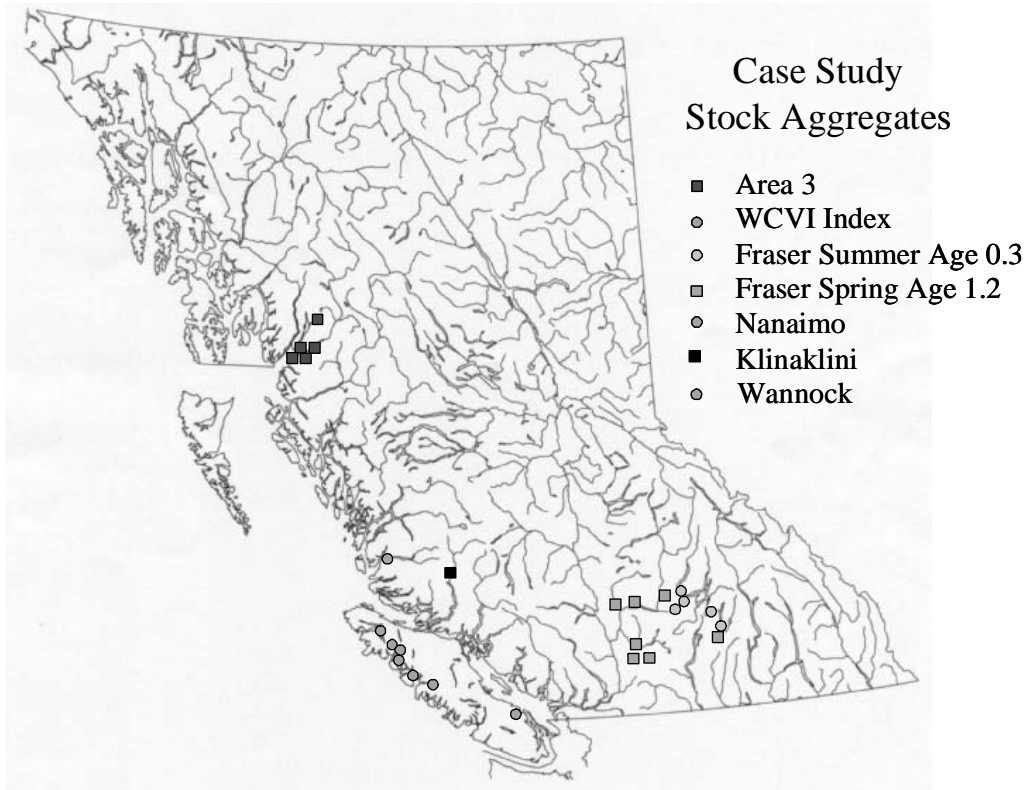 Case Study
Stock Aggregates
Area 3
WCVI Index
Fraser Summer Age 0.3
Fraser Spring Age 1.2
Nanaimo
Klinaklini
Wannock